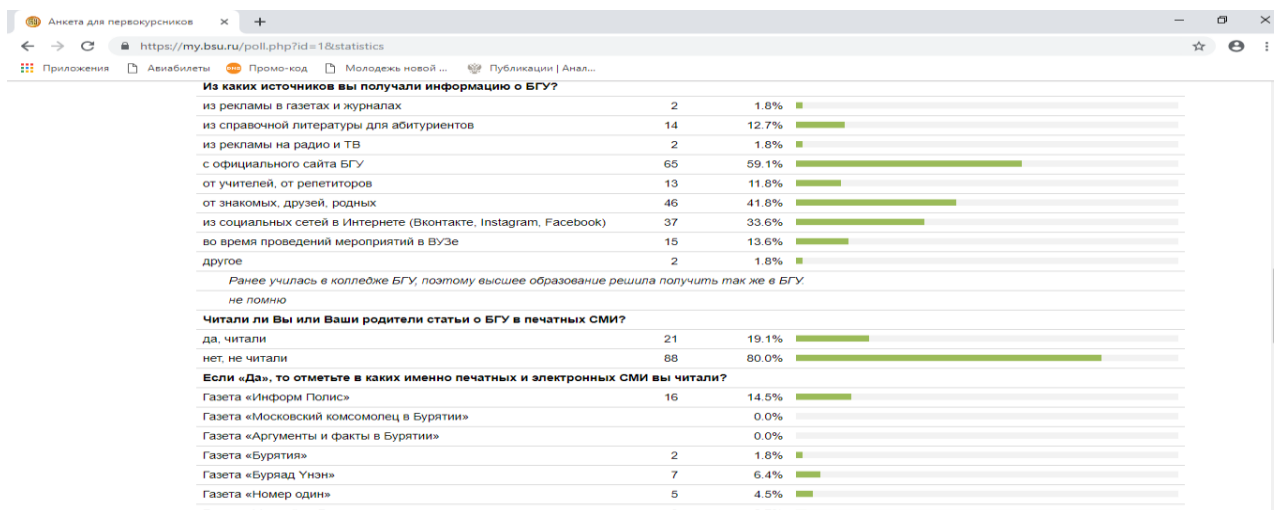 Анкета для первокурсников
https://my.bsu.ru/poll.php?id=1&statistics
Приложения Авиабилеты Промо-код Молодежь новой ... Публикации | Анал...
Из каких источников вы получали информацию о БГУ?
из рекламы в газетах и журналах 2 1.8%
из справочной литературы для абитуриентов 14 12.7%
из рекламы на радио и ТВ 2 1.8%
с официального сайта БГУ 65 59.1%
от учителей, от репетиторов 13 11.8%
от знакомых, друзей, родных 46 41.8%
из социальных сетей в Интернете (Вконтакте, Instagram, Facebook) 37 33.6%
во время проведений мероприятий в ВУЗе 15 13.6%
другое 2 1.8%
Ранее училась в колледже БГУ, поэтому высшее образование решила получить так же в БГУ.
не помню
Читали ли Вы или Ваши родители статьи о БГУ в печатных СМИ?
да, читали 21 19.1%
нет, не читали 88 80.0%
Если «Да», то отметьте в каких именно печатных и электронных СМИ вы читали?
Газета «Информ Полис» 16 14.5%
Газета «Московский комсомолец в Бурятии» 0.0%
Газета «Аргументы и факты в Бурятии» 0.0%
Газета «Бурятия» 2 1.8%
Газета «Буряад Yнэн» 7 6.4%
Газета «Номер один» 5 4.5%